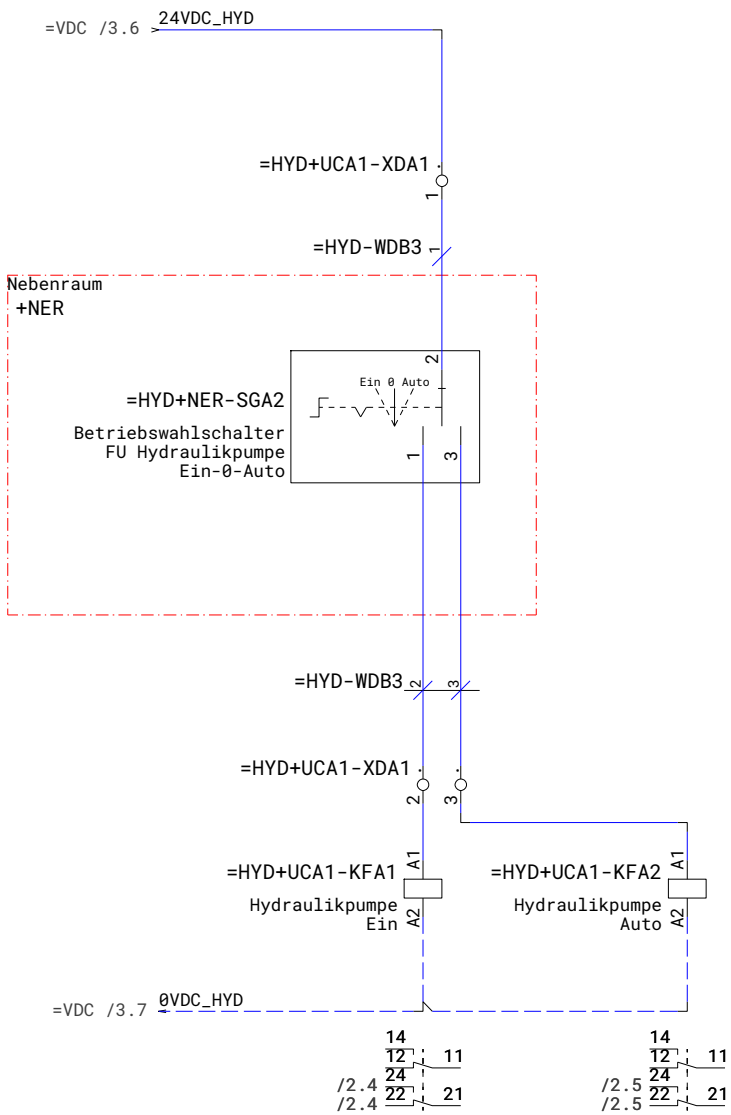 24VDC_HYD
=VDC /3.6
=HYD+UCA1-XDA1
1
=HYD-WDB3
1
Nebenraum
+NER
2
Ein 0 Auto
=HYD+NER-SGA2
Betriebswahlschalter
FU Hydraulikpumpe
Ein-0-Auto
1
3
=HYD-WDB3
2
3
=HYD+UCA1-XDA1
2
3
=HYD+UCA1-KFA1
A1
A2
Hydraulikpumpe
Ein
=HYD+UCA1-KFA2
A1
A2
Hydraulikpumpe
Auto
0VDC_HYD
=VDC /3.7
14
12 11
/2.4 24
/2.4 22 21
14
12 11
/2.5 24
/2.5 22 21